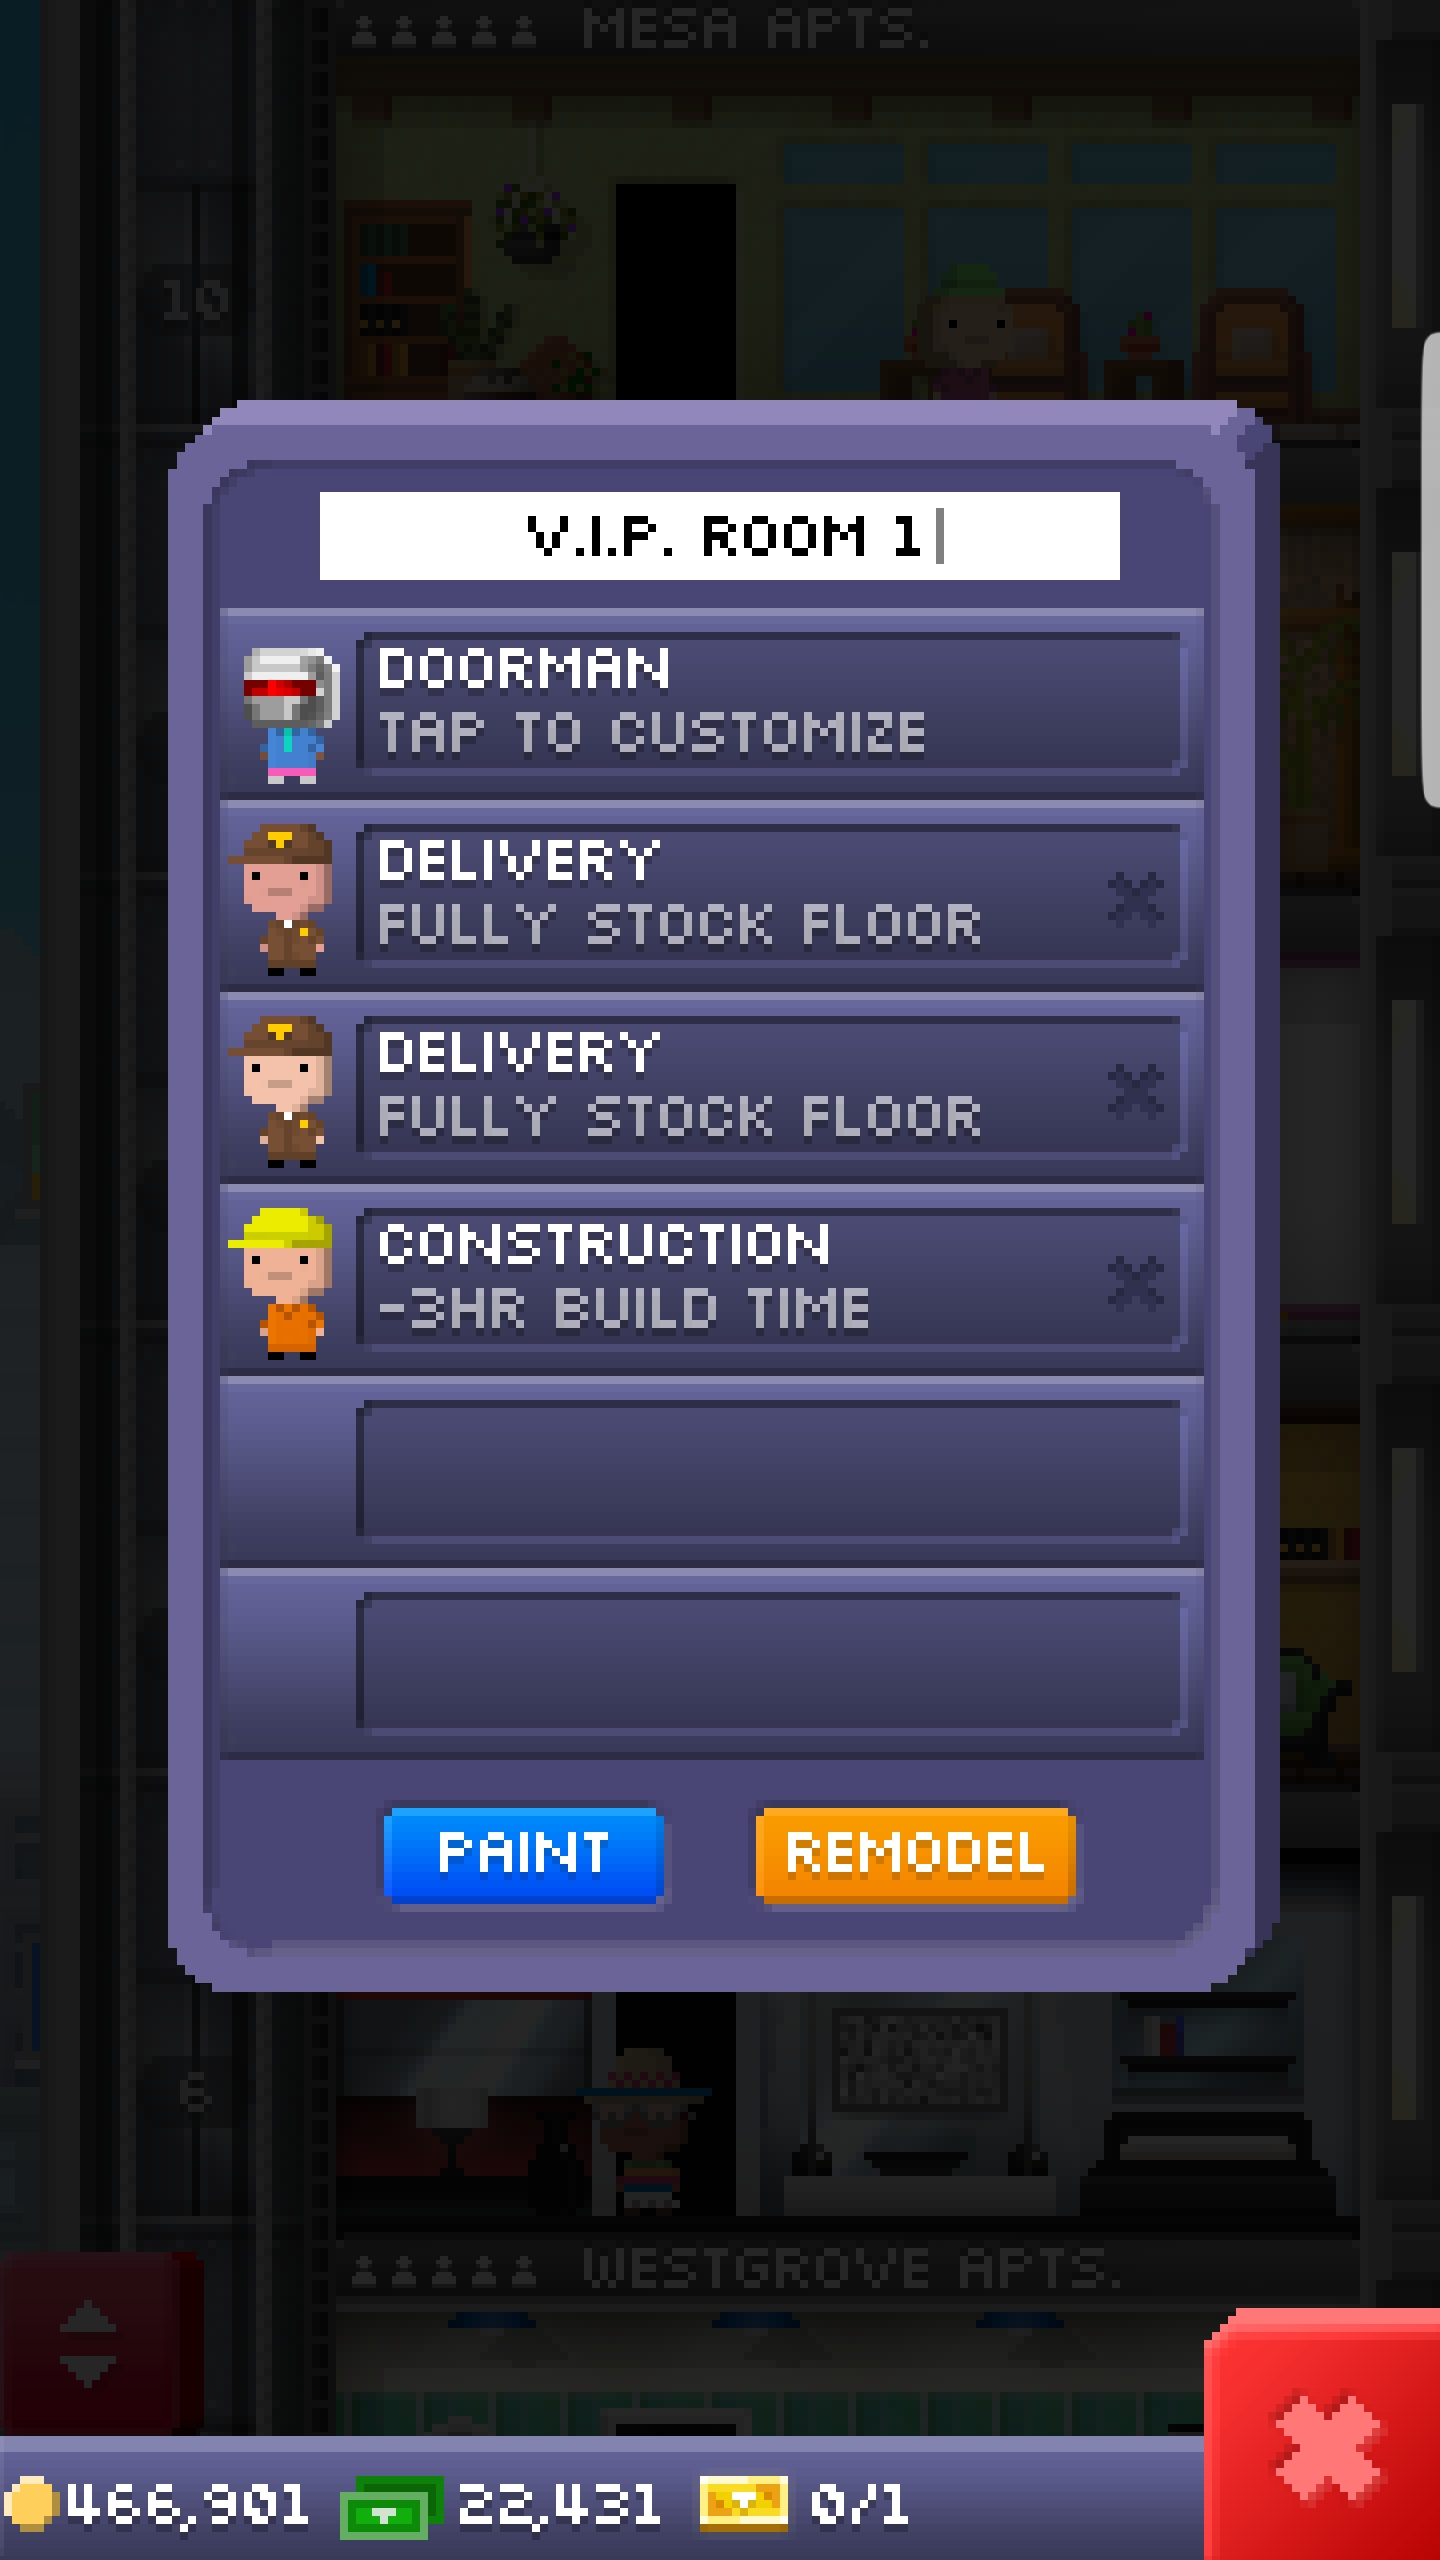 MESA APTS.
10
V.I.P. ROOM 1
DOORMAN
TAP TO CUSTOMIZE
DELIVERY
FULLY STOCK FLOOR
DELIVERY
FULLY STOCK FLOOR
CONSTRUCTION
-3HR BUILD TIME
PAINT
REMODEL
6
WESTGROVE APTS.
466,901
22,431
0/1